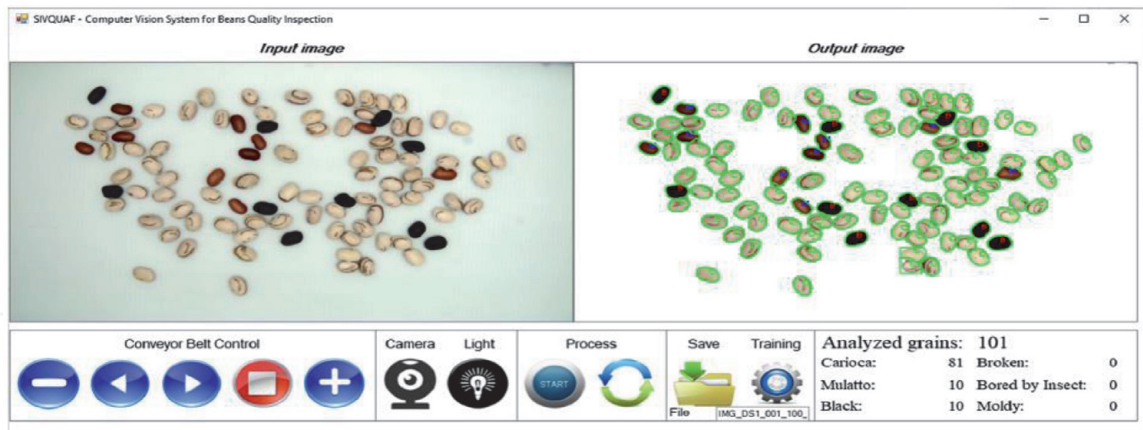 SIVQUAF - Computer Vision System for Beans Quality Inspection
Input image
Output image
Conveyor Belt Control
Camera Light
Process
Save Training
START
File IMG_DS1_001_100_
Analyzed grains: 101
Carioca: 81 Broken: 0
Mulatto: 10 Bored by Insect: 0
Black: 10 Moldy: 0